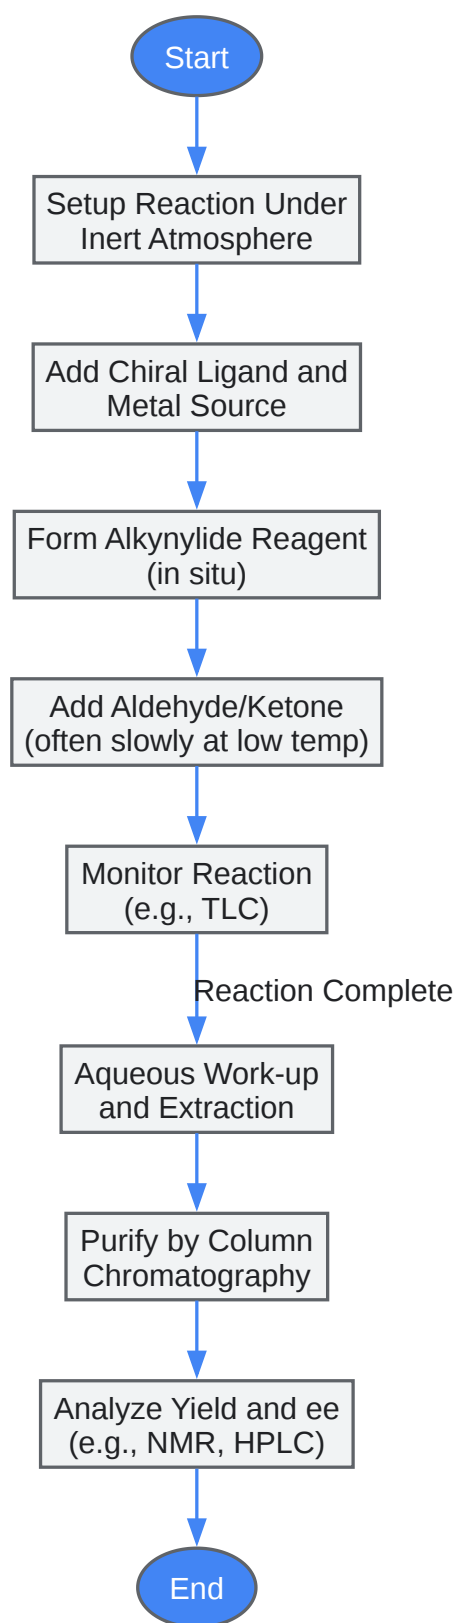 Start
Setup Reaction Under
Inert Atmosphere
Add Chiral Ligand and
Metal Source
Form Alkynylide Reagent
(in situ)
Add Aldehyde/Ketone
(often slowly at low temp)
Monitor Reaction
(e.g., TLC)
Reaction Complete
Aqueous Work-up
and Extraction
Purify by Column
Chromatography
Analyze Yield and ee
(e.g., NMR, HPLC)
End